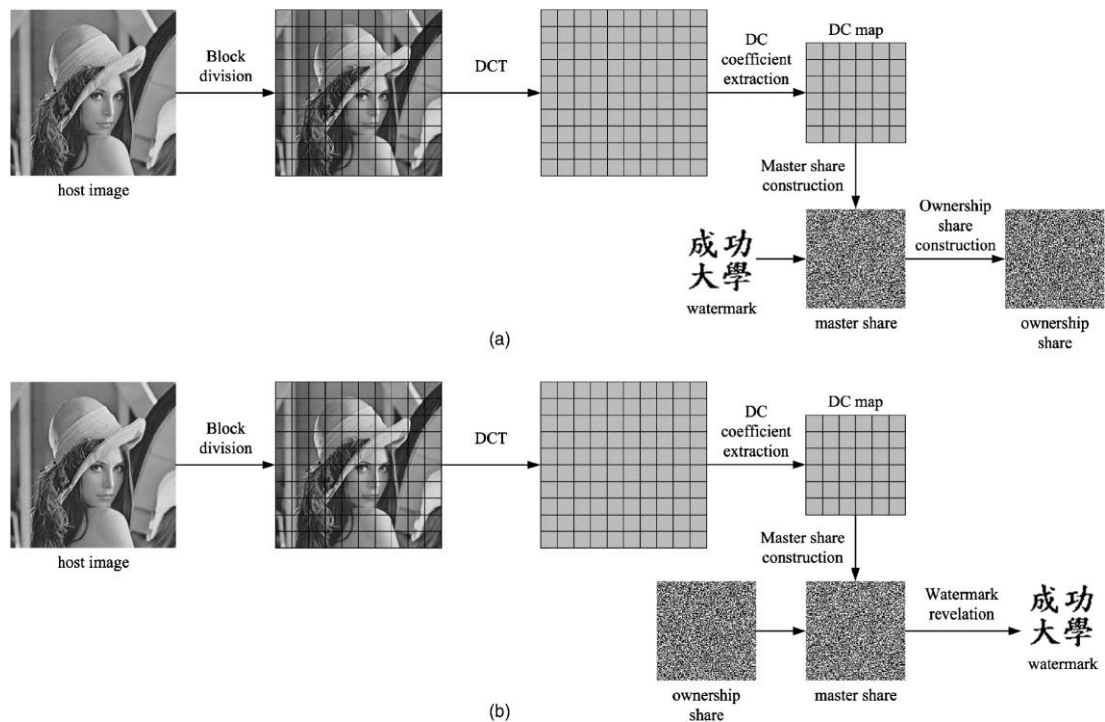 Block
division
DCT
DC
coefficient
extraction
DC map
host image
Master share
construction
成功
大學
watermark
master share
Ownership
share
construction
ownership
share
(a)
Block
division
DCT
DC
coefficient
extraction
DC map
host image
Master share
construction
ownership
share
master share
Watermark
revelation
成功
大學
watermark
(b)